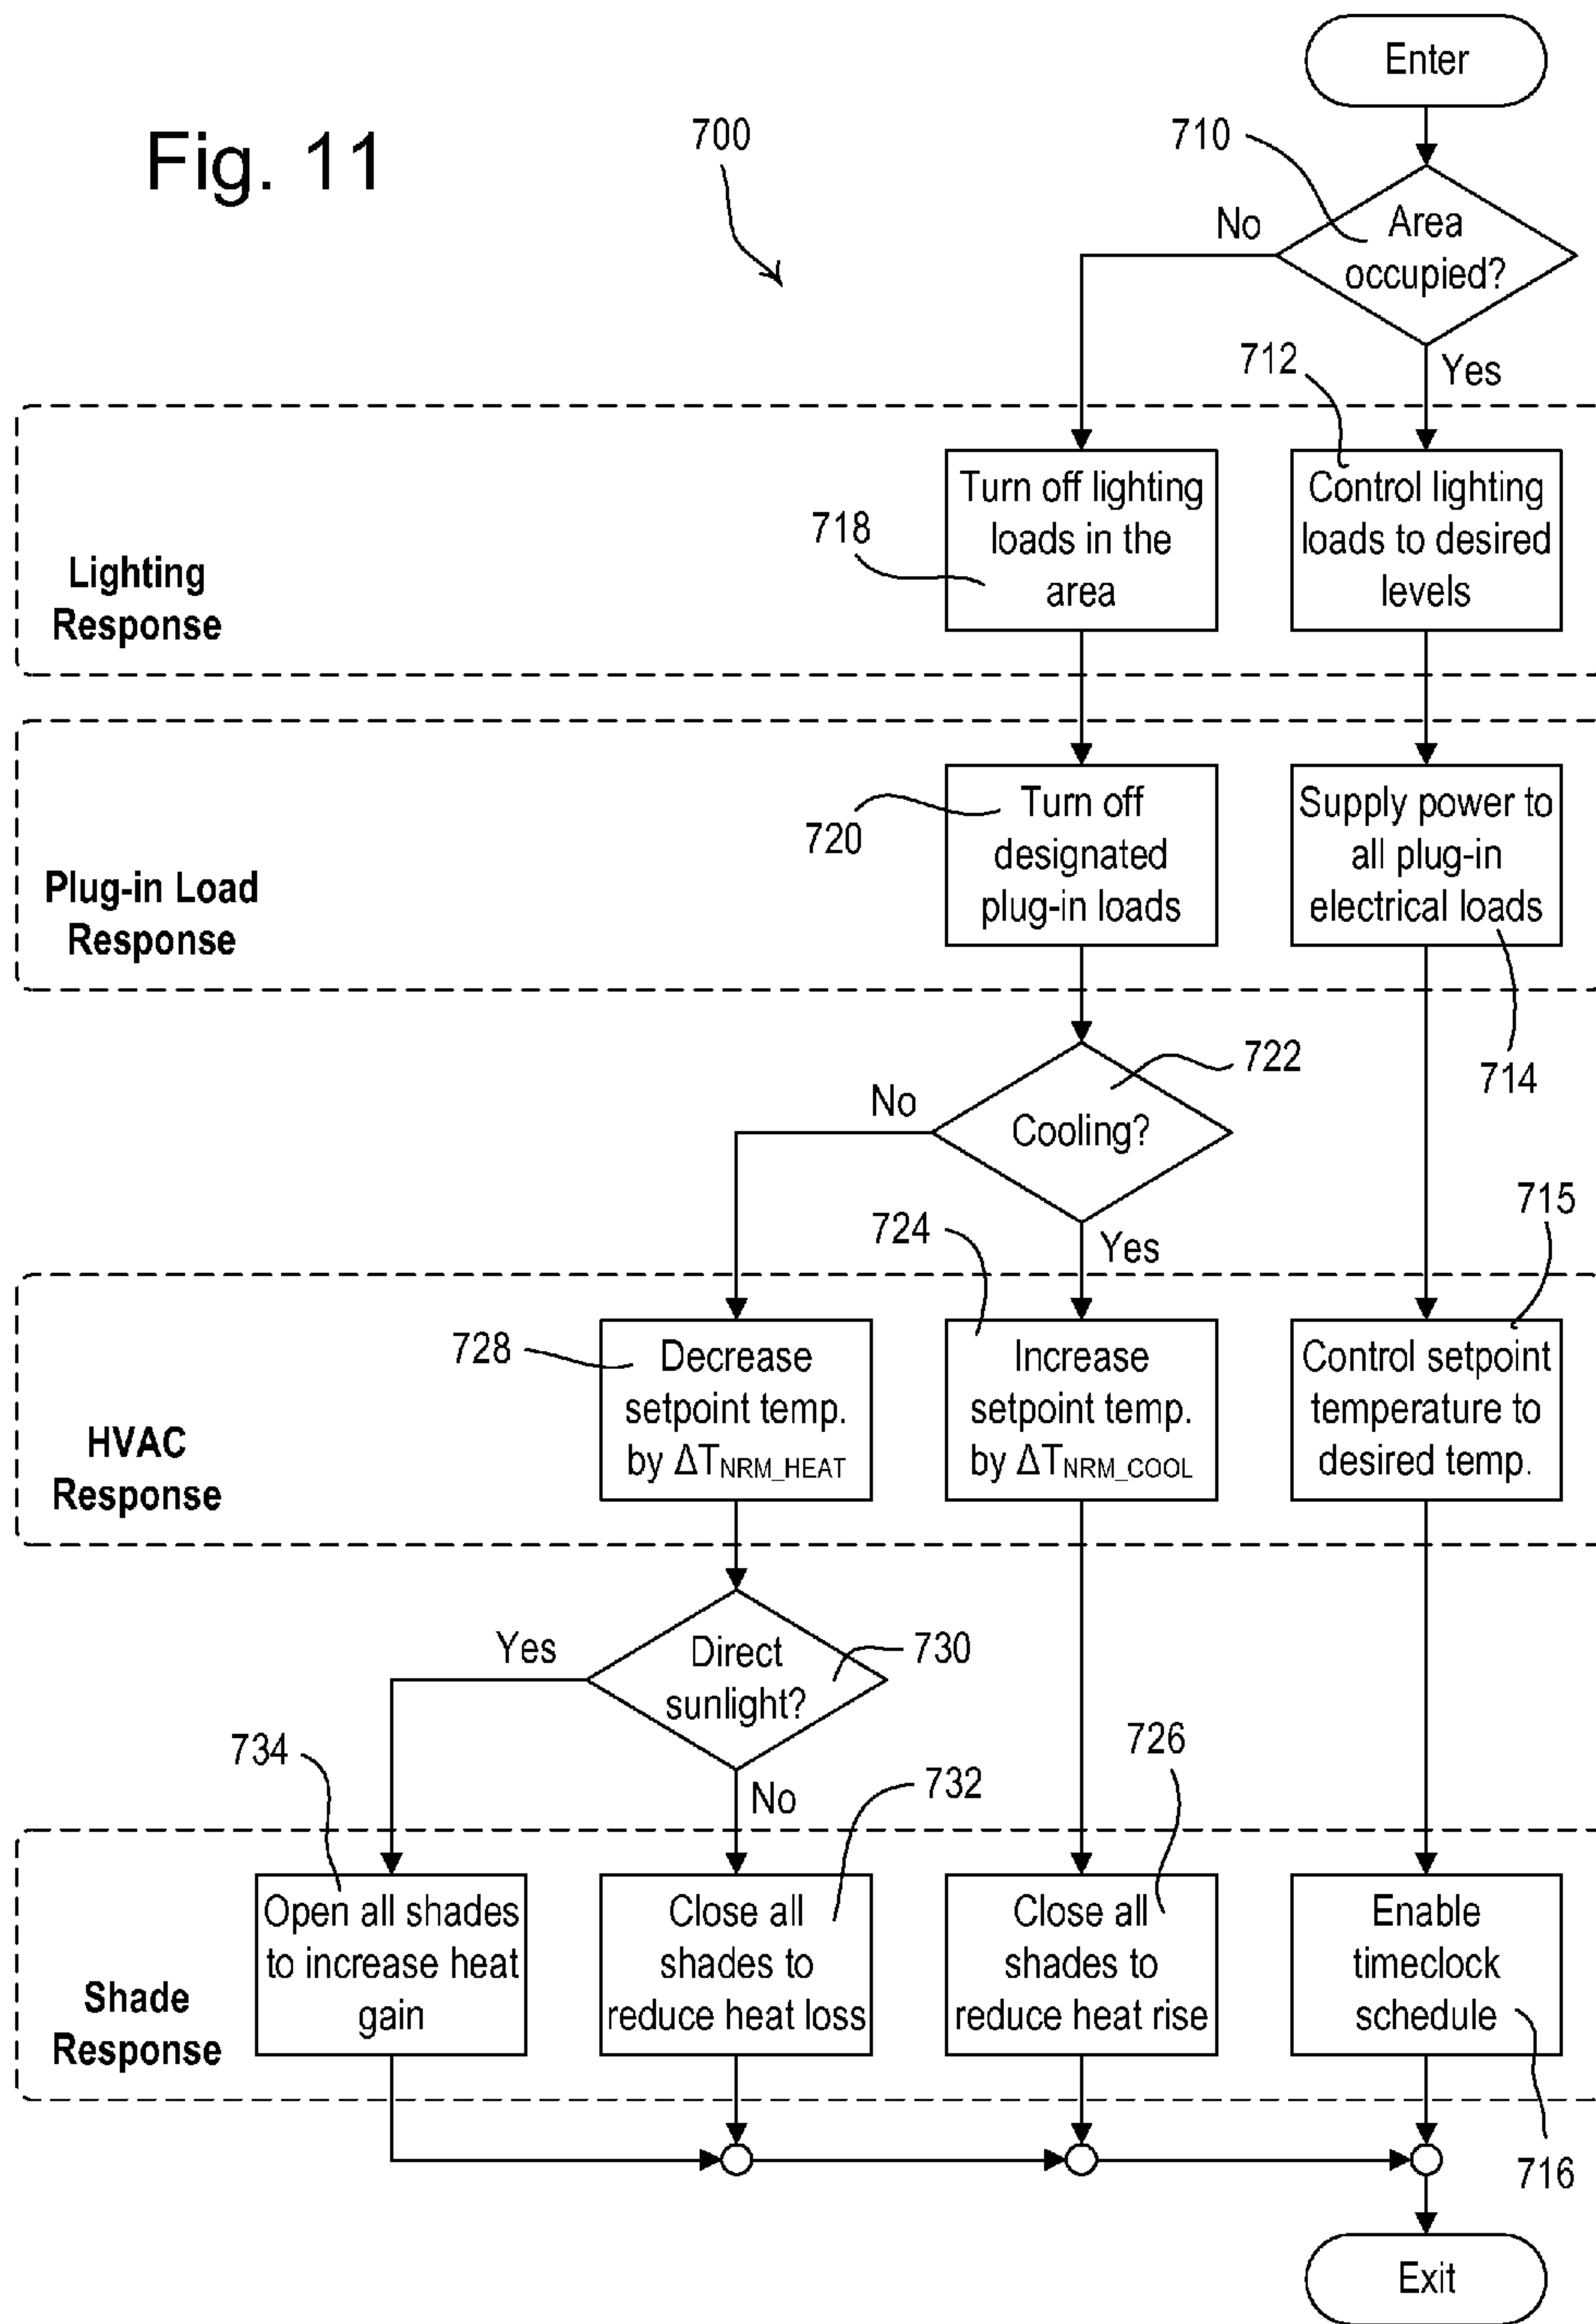 Enter
Fig. 11
700
710
Area
occupied?
No
Yes
712
Lighting
Response
718
Turn off lighting
loads in the
area
Control lighting
loads to desired
levels
Plug-in Load
Response
720
Turn off
designated
plug-in loads
Supply power to
all plug-in
electrical loads
714
722
Cooling?
No
Yes
724
715
HVAC
Response
728
Decrease
setpoint temp.
by ΔTNRM_HEAT
Increase
setpoint temp.
by ΔTNRM_COOL
Control setpoint
temperature to
desired temp.
Direct
sunlight?
730
Yes
No
734
732
726
Shade
Response
Open all shades
to increase heat
gain
Close all
shades to
reduce heat loss
Close all
shades to
reduce heat rise
Enable
timeclock
schedule
716
Exit